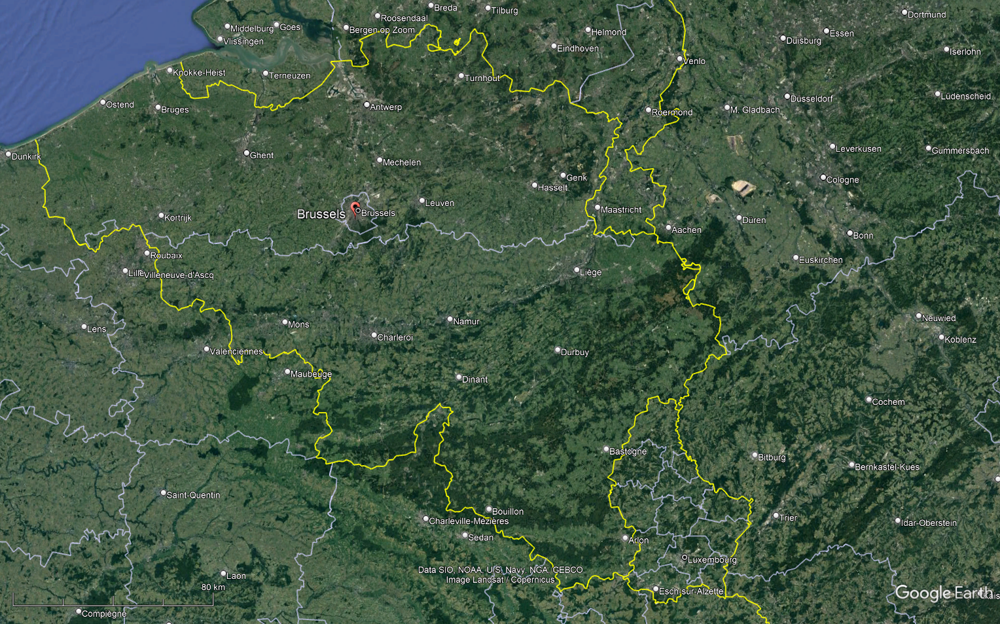 Breda
Tilburg
Dortmund
Roosendaal
Middelburg
Goes
Bergen op Zoom
Helmond
Essen
Vlissingen
Duisburg
Eindhoven
Iserlohn
Venlo
Knokke-Heist
Terneuzen
Turnhout
Lüdenscheid
Düsseldorf
Ostend
Bruges
Antwerp
Roermond
M. Gladbach
Leverkusen
Gummersbach
Dunkirk
Ghent
Mechelen
Genk
Cologne
Hasselt
Leuven
Maastricht
Brussels
Brussels
Kortrijk
Düren
Aachen
Bonn
Roubaix
Euskirchen
Lille
Villeneuve-d'Ascq
Liège
Lens
Mons
Namur
Neuwied
Charleroi
Koblenz
Valenciennes
Durbuy
Maubeuge
Dinant
Cochem
Bastogne
Bitburg
Bernkastel-Kues
Saint-Quentin
Bouillon
Charleville-Mézières
Trier
Idar-Oberstein
Sedan
Arlon
Luxembourg
Data SIO, NOAA, U.S. Navy, NGA, GEBCO
Image Landsat / Copernicus
Laon
80 km
Esch-sur-Alzette
Google Earth
Compiègne